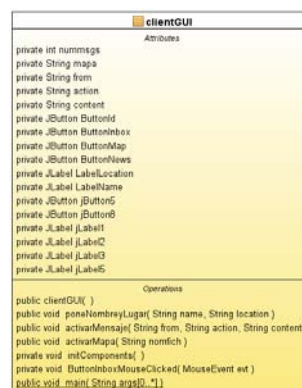 clientGUI
Attributes
private int nummsgs
private String mapa
private String from
private String action
private String content
private JButton ButtonId
private JButton ButtonInbox
private JButton ButtonMap
private JButton ButtonNews
private JLabel LabelLocation
private JLabel LabelName
private JButton jButton5
private JButton jButton8
private JLabel jLabel1
private JLabel jLabel2
private JLabel jLabel3
private JLabel jLabel5
Operations
public clientGUI( )
public void poneNombreyLugar( String name, String location )
public void activarMensaje( String from, String action, String content )
public void activarMapa( String nomfich )
private void initComponents( )
private void ButtonInboxMouseClicked( MouseEvent evt )
public void main( String args[0..*] )